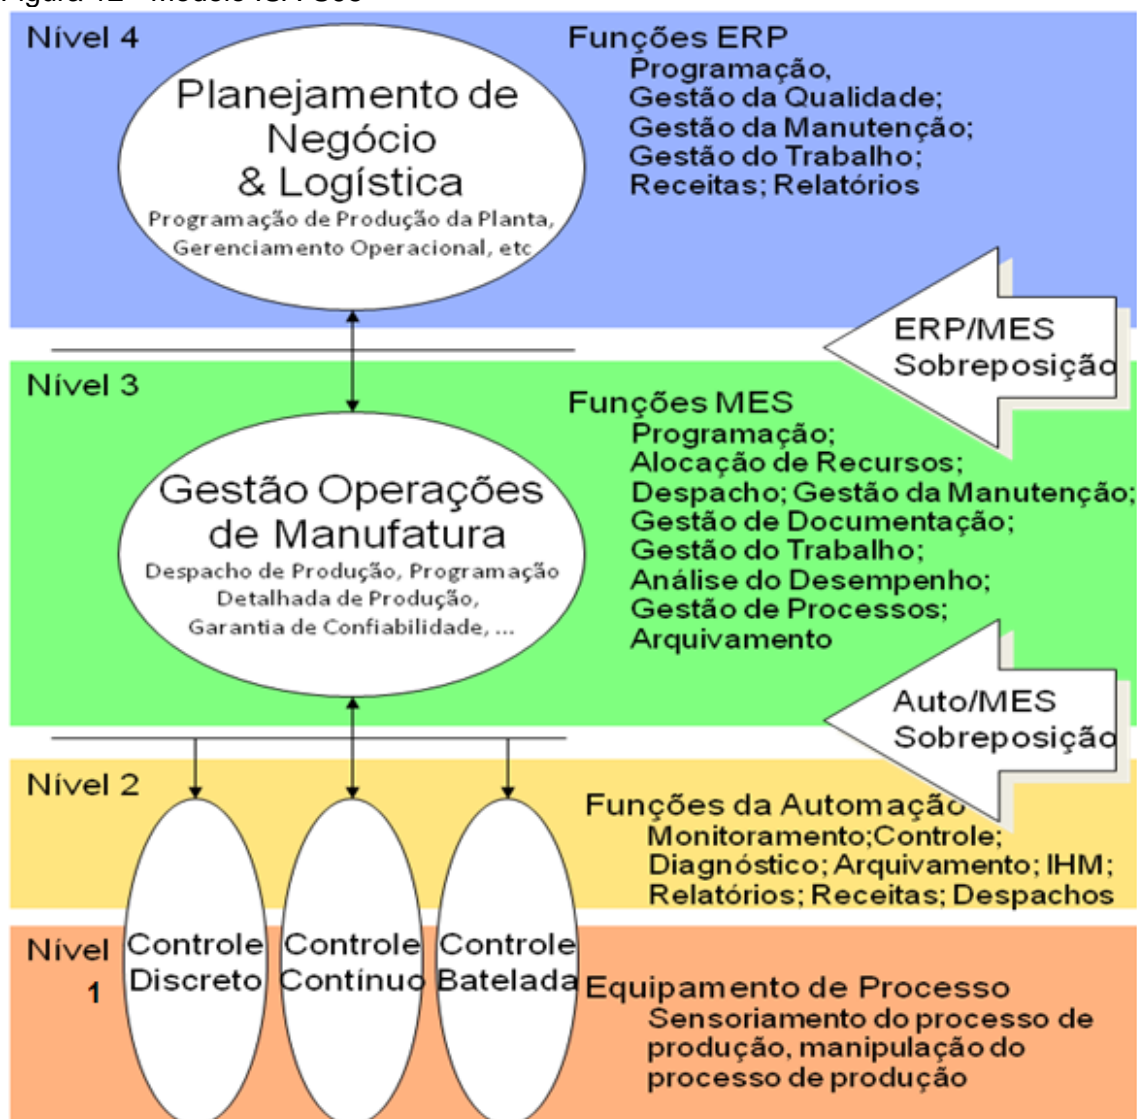 Nível 4
Planejamento de
Negócio
& Logística
Programação de Produção da Planta,
Gerenciamento Operacional, etc
Funções ERP
Programação,
Gestão da Qualidade;
Gestão da Manutenção;
Gestão do Trabalho;
Receitas; Relatórios
ERP/MES
Sobreposição
Nível 3
Gestão Operações
de Manufatura
Despacho de Produção, Programação
Detalhada de Produção,
Garantia de Confiabilidade, ...
Funções MES
Programação;
Alocação de Recursos;
Despacho; Gestão da Manutenção;
Gestão de Documentação;
Gestão do Trabalho;
Análise do Desempenho;
Gestão de Processos;
Arquivamento
Auto/MES
Sobreposição
Nível 2
Funções da Automação
Monitoramento;Controle;
Diagnóstico; Arquivamento; IHM;
Relatórios; Receitas; Despachos
Nível
1
Controle
Discreto
Controle
Contínuo
Controle
Batelada
Equipamento de Processo
Sensoriamento do processo de
produção, manipulação do
processo de produção